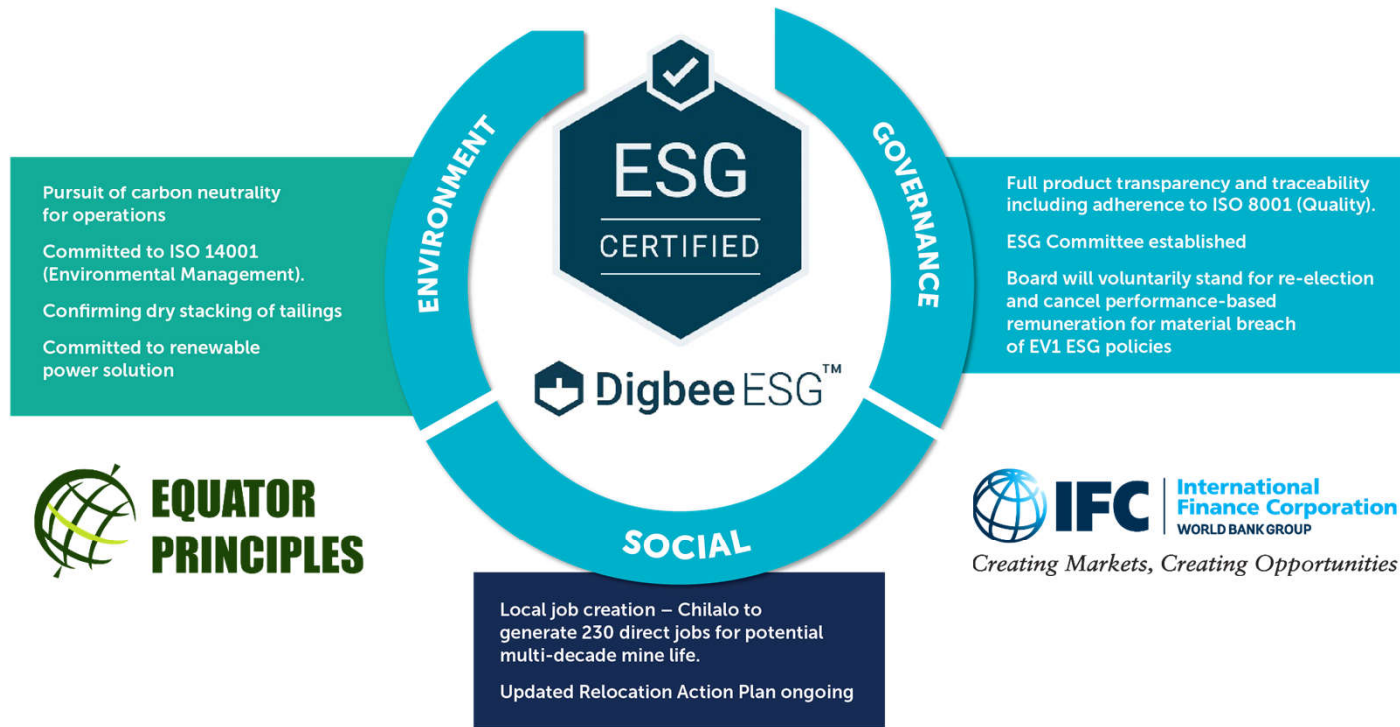 ENVIRONMENT
Pursuit of carbon neutrality
for operations
Committed to ISO 14001
(Environmental Management).
Confirming dry stacking of tailings
Committed to renewable
power solution
ESG
CERTIFIED
Digbee ESG™
GOVERNANCE
Full product transparency and traceability
including adherence to ISO 8001 (Quality).
ESG Committee established
Board will voluntarily stand for re-election
and cancel performance-based
remuneration for material breach
of EV1 ESG policies
EQUATOR
PRINCIPLES
SOCIAL
Local job creation – Chilalo to
generate 230 direct jobs for potential
multi-decade mine life.
Updated Relocation Action Plan ongoing
IFC
International
Finance Corporation
WORLD BANK GROUP
Creating Markets, Creating Opportunities